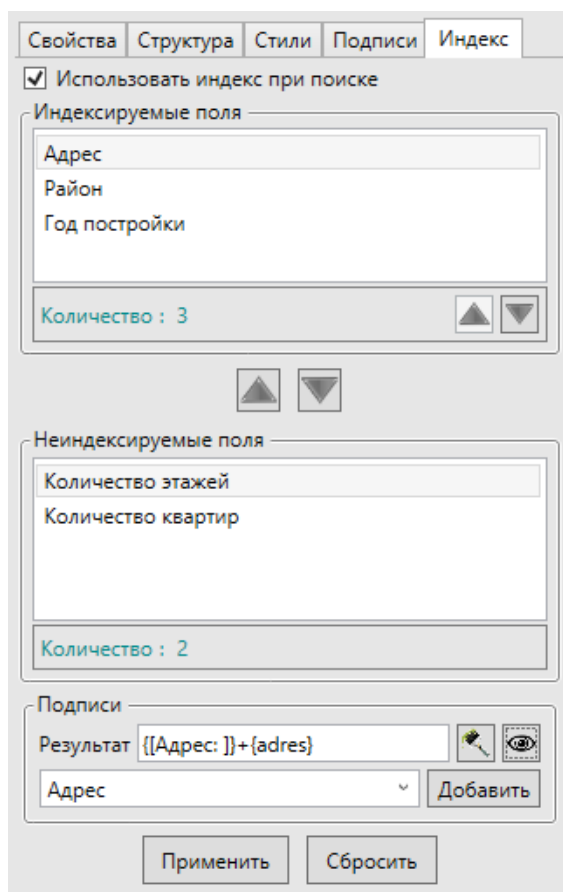 Свойства Структура Стили Подписи Индекс
Использовать индекс при поиске
Индексируемые поля
Адрес
Район
Год постройки
Количество : 3
Неиндексируемые поля
Количество этажей
Количество квартир
Количество : 2
Подписи
Результат {[Адрес: ]}+{adres}
Адрес Добавить
Применить Сбросить